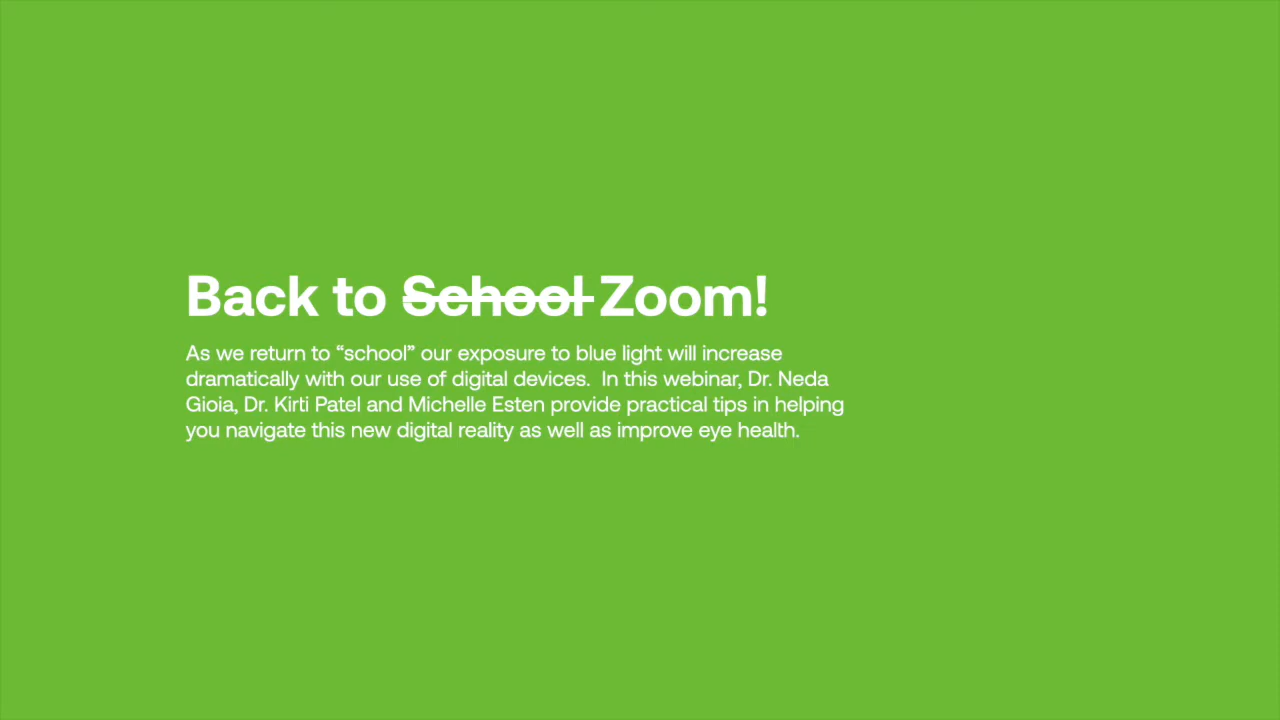 Back to School Zoom!
As we return to “school” our exposure to blue light will increase
dramatically with our use of digital devices.  In this webinar, Dr. Neda
Gioia, Dr. Kirti Patel and Michelle Esten provide practical tips in helping
you navigate this new digital reality as well as improve eye health.